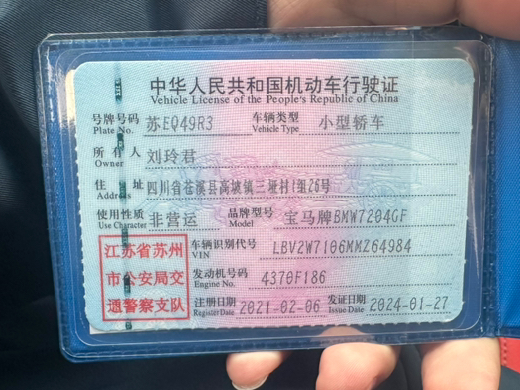 中华人民共和国机动车行驶证
Vehicle License of the People's Republic of China
号牌号码 苏EQ49R3 车辆类型 小型轿车
Plate No. Vehicle Type
所有人 刘玲君
Owner
住址 四川省苍溪县高坡镇三垭村1组26号
Address
使用性质 非营运 品牌型号 宝马牌BMW7204GF
Use Character Model
江苏省苏州
市公安局交
通警察支队
车辆识别代号 LBV2W7106MMZ64984
VIN
发动机号码 4370F186
Engine No.
注册日期 2021-02-06 发证日期 2024-01-27
Register Date Issue Date